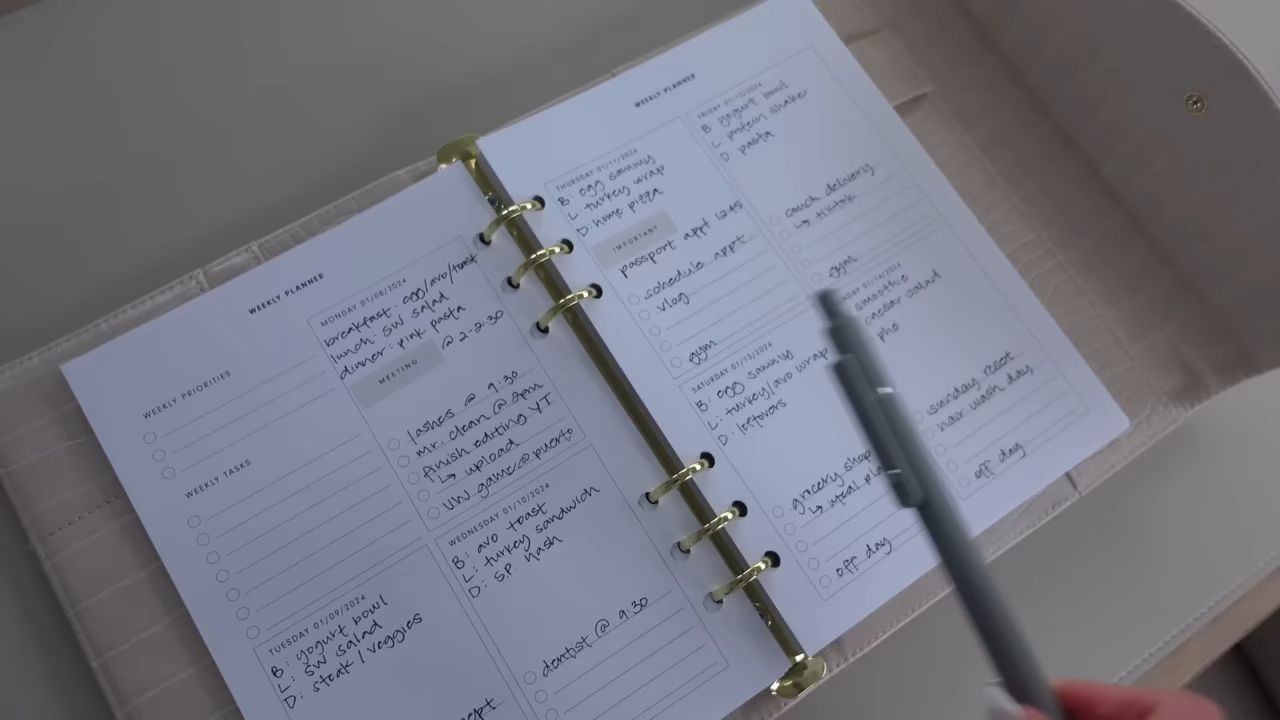 WEEKLY PLANNER
WEEKLY PRIORITIES
WEEKLY TASKS
MONDAY 01/08/2024
breakfast: egg/avo/toast
lunch: SW salad
dinner: pink pasta
MEETING @ 2-2:30
lashes @ 9:30
mr. clean @ 2pm
finish editing YT
↳ upload
VW game @ puerto
TUESDAY 01/09/2024
B: yogurt bowl
L: SW salad
D: steak/veggies
WEDNESDAY 01/10/2024
B: avo toast
L: turkey sandwich
D: S.P. hash
dentist @ 9:30
WEEKLY PLANNER
THURSDAY 01/11/2024
B: egg sammy
L: turkey wrap
D: home pizza
IMPORTANT
passport appt 12:45
schedule appt.
vlog
gym
FRIDAY 01/12/2024
B: yogurt bowl
L: protein shake
D: pasta
couch delivery
↳ tiktok
gym
SATURDAY 01/13/2024
B: egg sammy
L: turkey/avo wrap
D: leftovers
grocery shop
↳ meal
off day
01/14/2024
smoothie
caesar salad
pho
sunday reset
hair wash day
off day